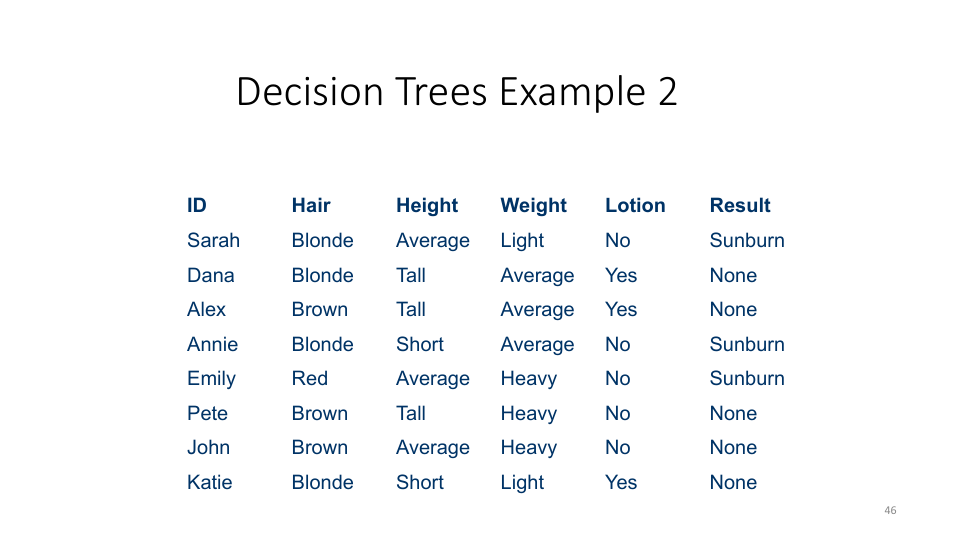 Decision Trees Example 2
ID Hair Height Weight Lotion Result
Sarah Blonde Average Light No Sunburn
Dana Blonde Tall Average Yes None
Alex Brown Tall Average Yes None
Annie Blonde Short Average No Sunburn
Emily Red Average Heavy No Sunburn
Pete Brown Tall Heavy No None
John Brown Average Heavy No None
Katie Blonde Short Light Yes None
46